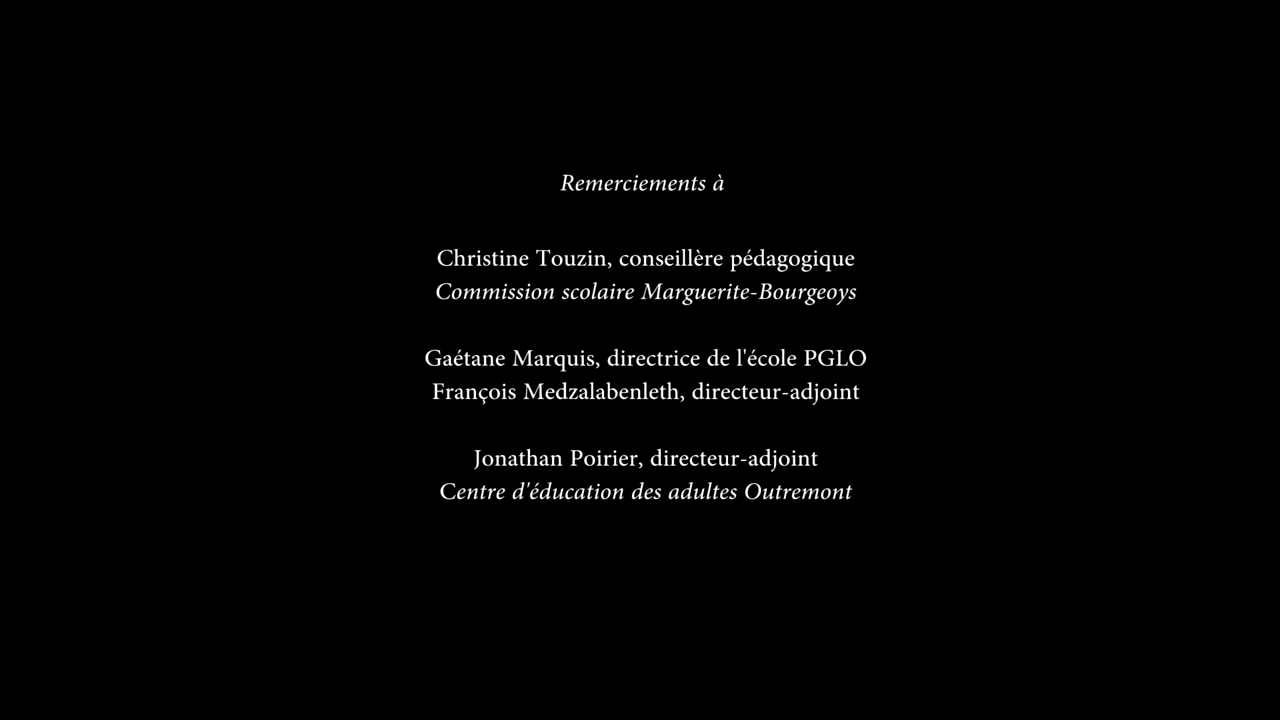 Remerciements à
Christine Touzin, conseillère pédagogique
Commission scolaire Marguerite-Bourgeoys
Gaétane Marquis, directrice de l'école PGLO
François Medzalabenleth, directeur-adjoint
Jonathan Poirier, directeur-adjoint
Centre d'éducation des adultes Outremont